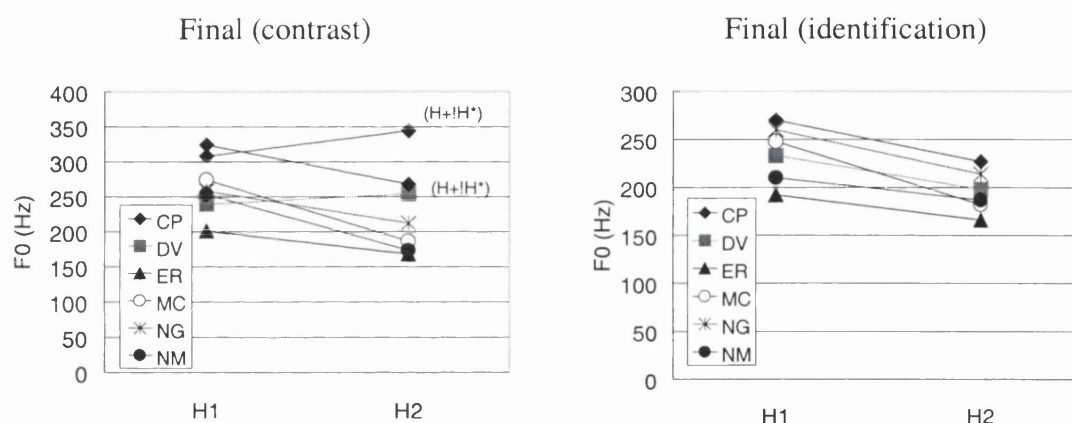 Final (contrast)
F0 (Hz)
400
350
300
250
200
150
100
50
0
(H+!H*)
(H+!H*)
CP
DV
ER
MC
NG
NM
H1
H2
Final (identification)
F0 (Hz)
300
250
200
150
100
50
0
CP
DV
ER
MC
NG
NM
H1
H2